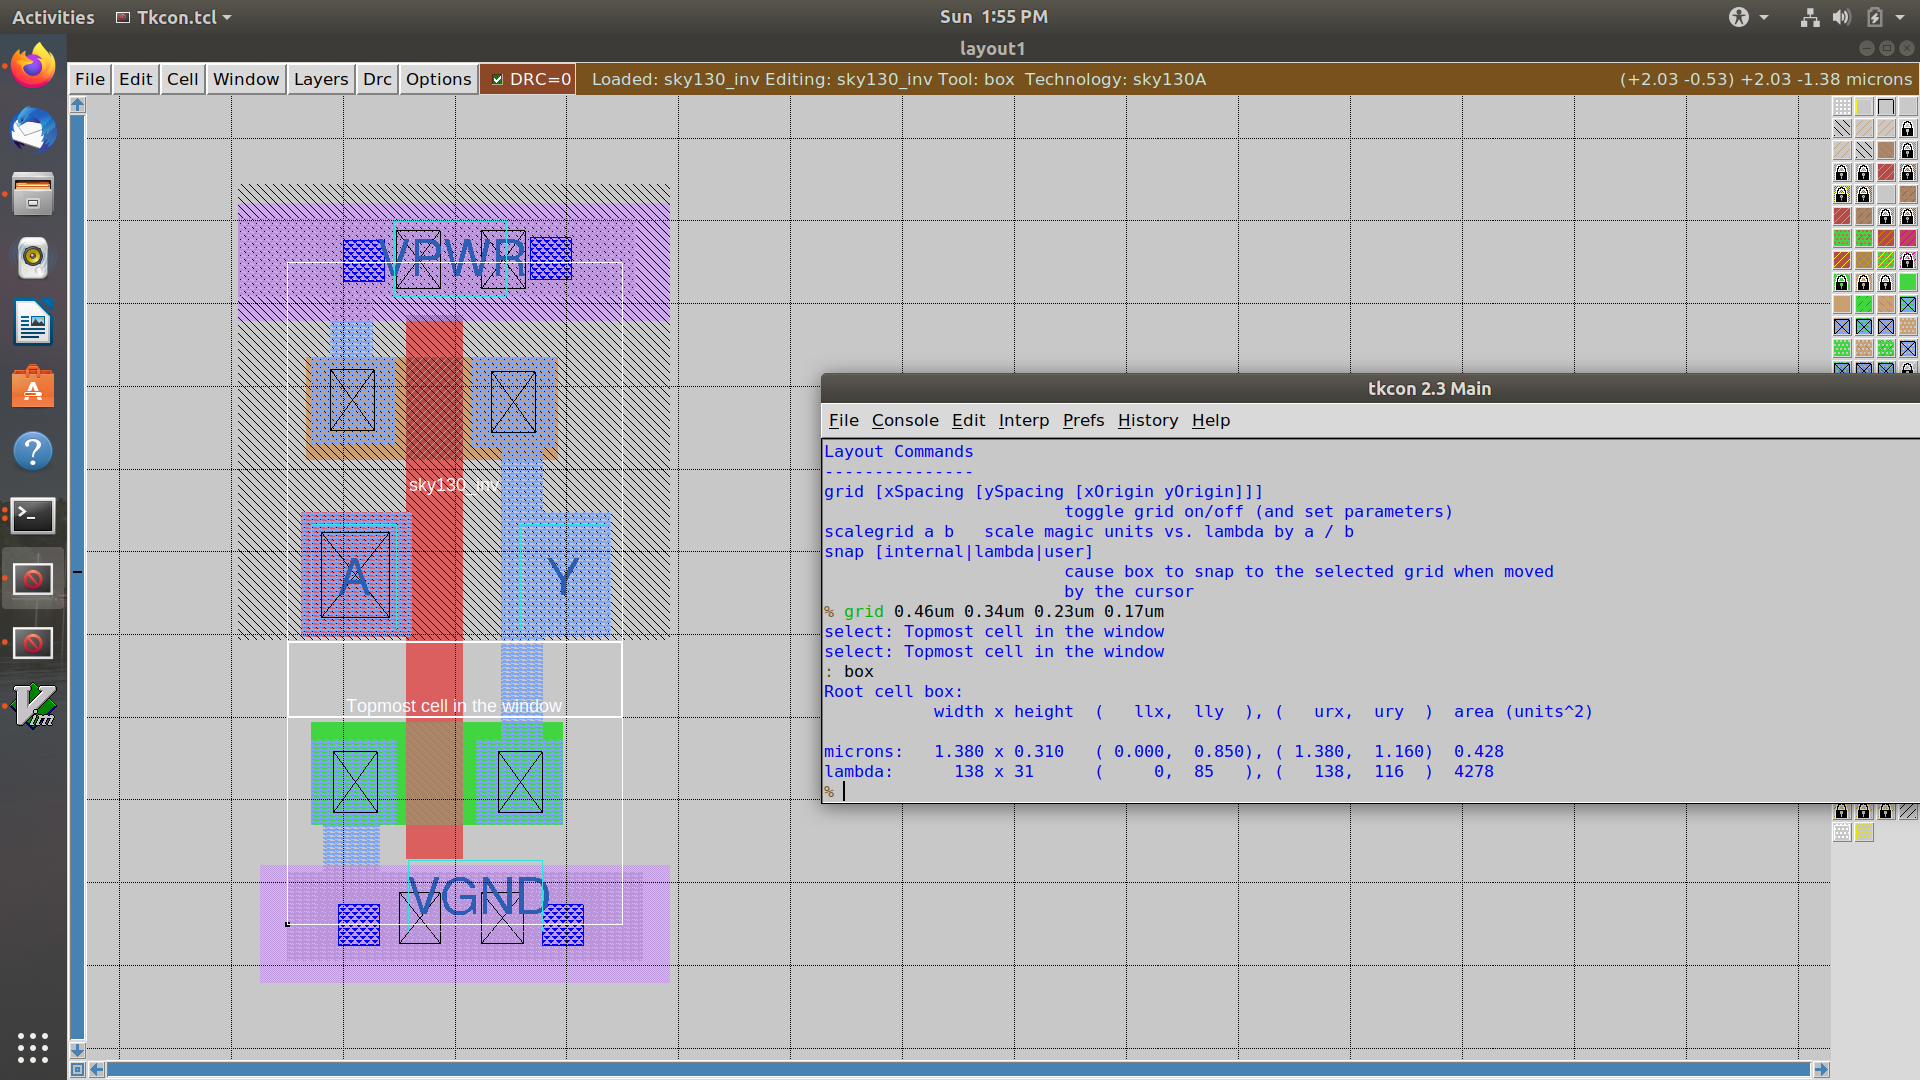 Activities Tkcon.tcl Sun 1:55 PM
layout1
File Edit Cell Window Layers Drc Options DRC=0 Loaded: sky130_inv Editing: sky130_inv Tool: box Technology: sky130A (+2.03 -0.53) +2.03 -1.38 microns
VPWR
sky130_inv
A Y
Topmost cell in the window
VGND
tkcon 2.3 Main
File Console Edit Interp Prefs History Help
Layout Commands
---------------
grid [xSpacing [ySpacing [xOrigin yOrigin]]]
toggle grid on/off (and set parameters)
scalegrid a b scale magic units vs. lambda by a / b
snap [internal|lambda|user]
cause box to snap to the selected grid when moved
by the cursor
% grid 0.46um 0.34um 0.23um 0.17um
select: Topmost cell in the window
select: Topmost cell in the window
: box
Root cell box:
width x height ( llx, lly ), ( urx, ury ) area (units^2)
microns: 1.380 x 0.310 ( 0.000, 0.850), ( 1.380, 1.160) 0.428
lambda: 138 x 31 ( 0, 85 ), ( 138, 116 ) 4278
%
Vim